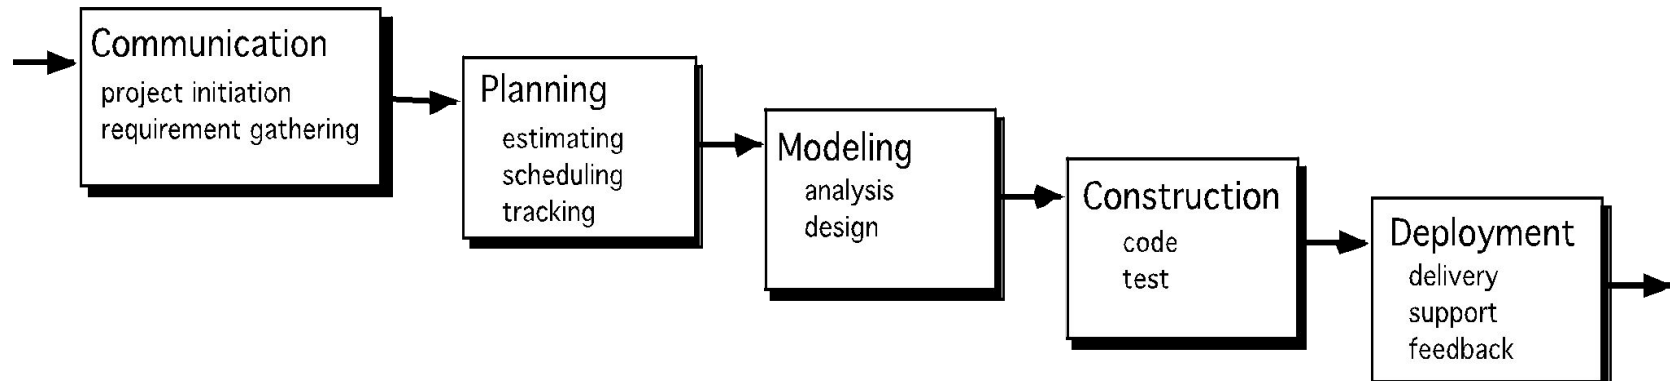 Communication
project initiation
requirement gathering
Planning
estimating
scheduling
tracking
Modeling
analysis
design
Construction
code
test
Deployment
delivery
support
feedback